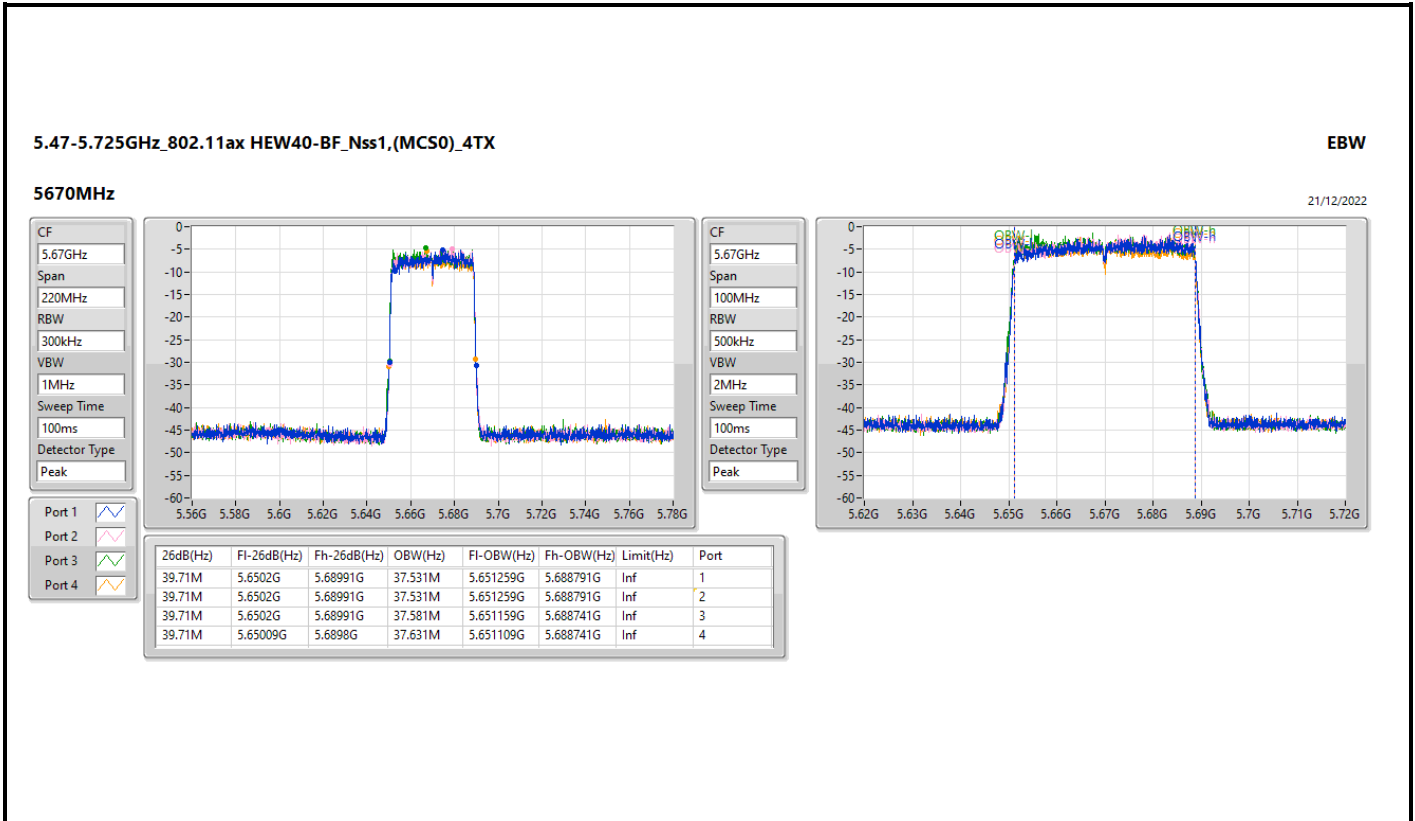 5.47-5.725GHz_802.11ax HEW40-BF_Nss1,(MCS0)_4TX
EBW
5670MHz
21/12/2022
CF
5.67GHz
Span
220MHz
RBW
300kHz
VBW
1MHz
Sweep Time
100ms
Detector Type
Peak
Port 1
Port 2
Port 3
Port 4
0
-5
-10
-15
-20
-25
-30
-35
-40
-45
-50
-55
-60
5.56G 5.58G 5.6G 5.62G 5.64G 5.66G 5.68G 5.7G 5.72G 5.74G 5.76G 5.78G
CF
5.67GHz
Span
100MHz
RBW
500kHz
VBW
2MHz
Sweep Time
100ms
Detector Type
Peak
0
-5
-10
-15
-20
-25
-30
-35
-40
-45
-50
-55
-60
5.62G 5.63G 5.64G 5.65G 5.66G 5.67G 5.68G 5.69G 5.7G 5.71G 5.72G
26dB(Hz) Fl-26dB(Hz) Fh-26dB(Hz) OBW(Hz) Fl-OBW(Hz) Fh-OBW(Hz) Limit(Hz) Port
39.71M 5.6502G 5.68991G 37.531M 5.651259G 5.688791G Inf 1
39.71M 5.6502G 5.68991G 37.531M 5.651259G 5.688791G Inf 2
39.71M 5.6502G 5.68991G 37.581M 5.651159G 5.688741G Inf 3
39.71M 5.65009G 5.6898G 37.631M 5.651109G 5.688741G Inf 4